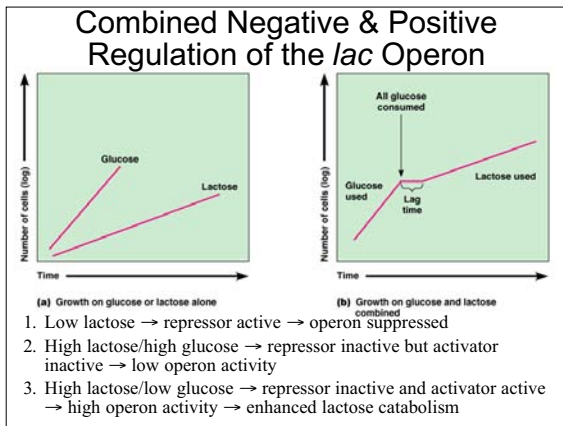 Combined Negative & Positive
Regulation of the lac Operon
Number of cells (log)
Glucose
Lactose
Time
(a) Growth on glucose or lactose alone
Number of cells (log)
All glucose
consumed
Glucose
used
Lag
time
Lactose used
Time
(b) Growth on glucose and lactose
combined
1. Low lactose → repressor active → operon suppressed
2. High lactose/high glucose → repressor inactive but activator
inactive → low operon activity
3. High lactose/low glucose → repressor inactive and activator active
→ high operon activity → enhanced lactose catabolism